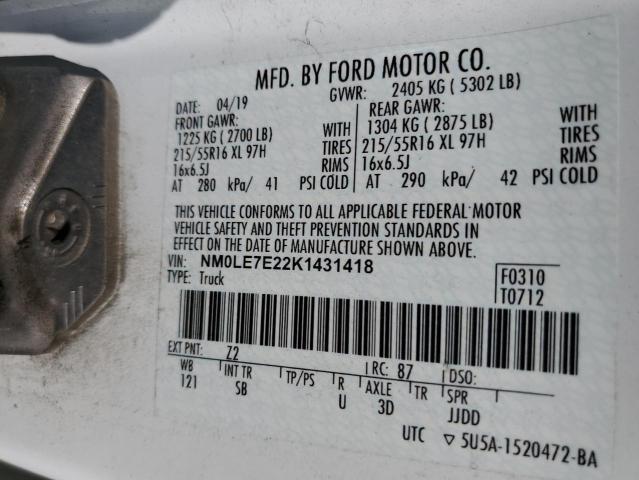 MFD. BY FORD MOTOR CO.
DATE: 04/19 GVWR: 2405 KG ( 5302 LB)
FRONT GAWR: REAR GAWR:
1225 KG ( 2700 LB) WITH 1304 KG ( 2875 LB) WITH
215/55R16 XL 97H TIRES 215/55R16 XL 97H TIRES
16x6.5J RIMS 16x6.5J RIMS
AT 280 kPa/ 41 PSI COLD AT 290 kPa/ 42 PSI COLD
THIS VEHICLE CONFORMS TO ALL APPLICABLE FEDERAL MOTOR
VEHICLE SAFETY AND THEFT PREVENTION STANDARDS IN
EFFECT ON THE DATE OF MANUFACTURE SHOWN ABOVE.
VIN: NM0LE7E22K1431418
TYPE: Truck
F0310
T0712
EXT PNT: Z2 RC: 87 DSO:
WB INT TR TP/PS R AXLE TR SPR
121 SB U 3D JJDD
UTC ▽ 5U5A-1520472-BA